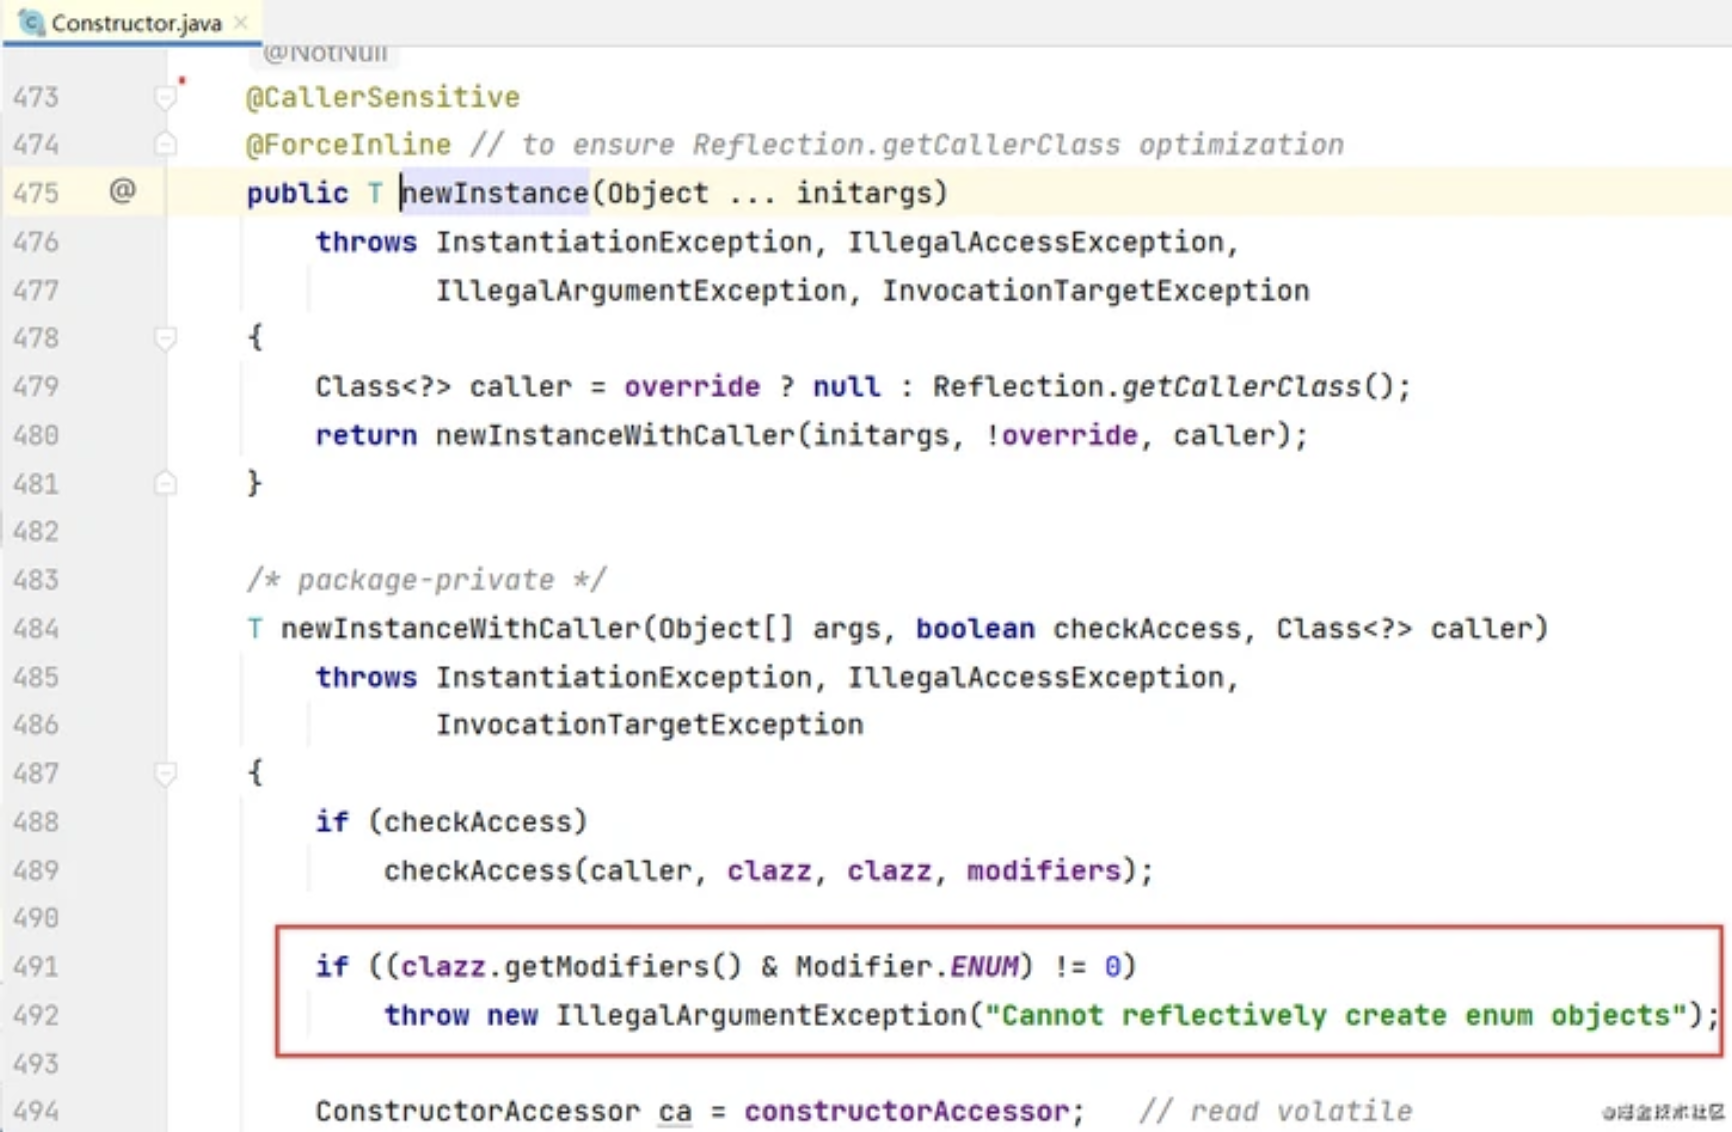 Constructor.java
@NotNull
473 @CallerSensitive
474 @ForceInline // to ensure Reflection.getCallerClass optimization
475 @ public T newInstance(Object ... initargs)
476 throws InstantiationException, IllegalAccessException,
477 IllegalArgumentException, InvocationTargetException
478 {
479 Class<?> caller = override ? null : Reflection.getCallerClass();
480 return newInstanceWithCaller(initargs, !override, caller);
481 }
482
483 /* package-private */
484 T newInstanceWithCaller(Object[] args, boolean checkAccess, Class<?> caller)
485 throws InstantiationException, IllegalAccessException,
486 InvocationTargetException
487 {
488 if (checkAccess)
489 checkAccess(caller, clazz, clazz, modifiers);
490
491 if ((clazz.getModifiers() & Modifier.ENUM) != 0)
492 throw new IllegalArgumentException("Cannot reflectively create enum objects");
493
494 ConstructorAccessor ca = constructorAccessor; // read volatile
@掘金技术社区